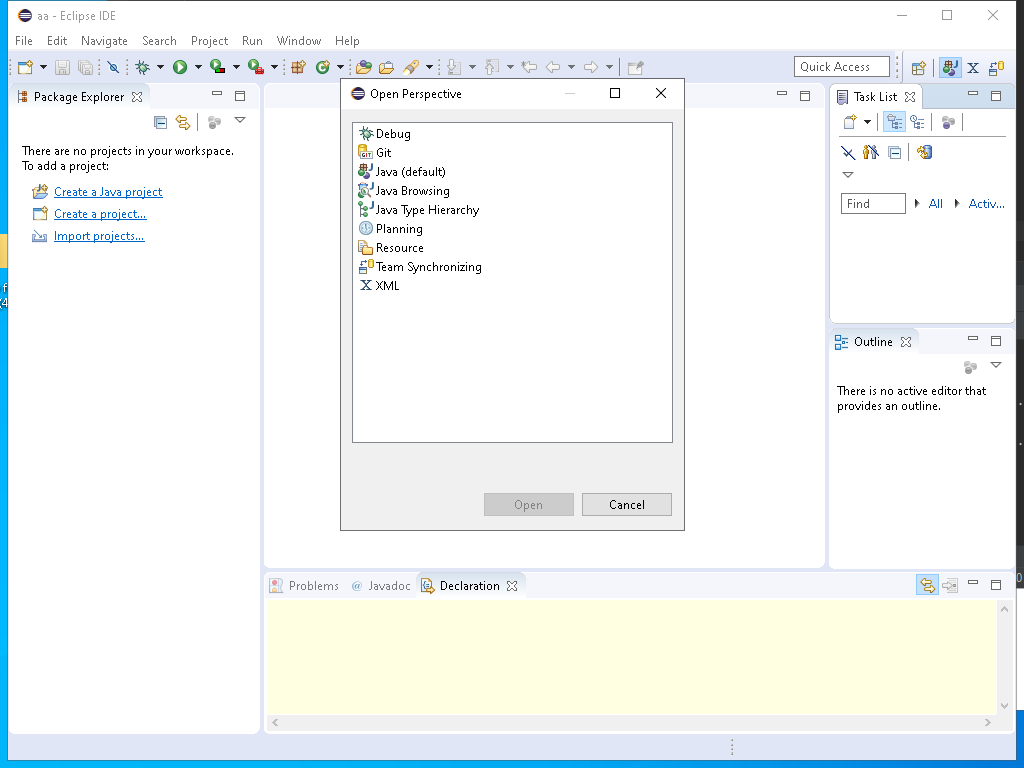 aa - Eclipse IDE
File Edit Navigate Search Project Run Window Help
Quick Access
Package Explorer
There are no projects in your workspace.
To add a project:
Create a Java project
Create a project...
Import projects...
Open Perspective
Debug
Git
Java (default)
Java Browsing
Java Type Hierarchy
Planning
Resource
Team Synchronizing
XML
Open Cancel
Task List
Find All Activ...
Outline
There is no active editor that
provides an outline.
Problems @ Javadoc Declaration